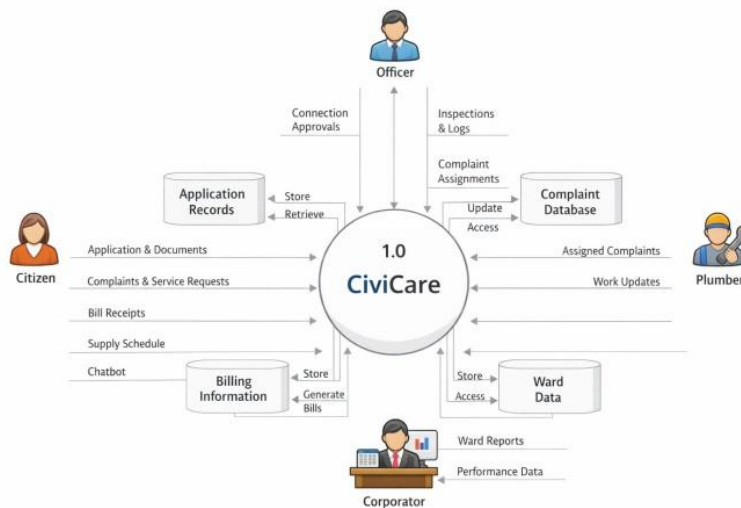 Officer
Connection
Approvals
Inspections
& Logs
Complaint
Assignments
Application
Records
Store
Retrieve
Update
Access
Complaint
Database
Citizen
Application & Documents
Complaints & Service Requests
Bill Receipts
Supply Schedule
Chatbot
1.0
CiviCare
Assigned Complaints
Work Updates
Plumber
Billing
Information
Store
Generate
Bills
Store
Access
Ward
Data
Ward Reports
Performance Data
Corporator